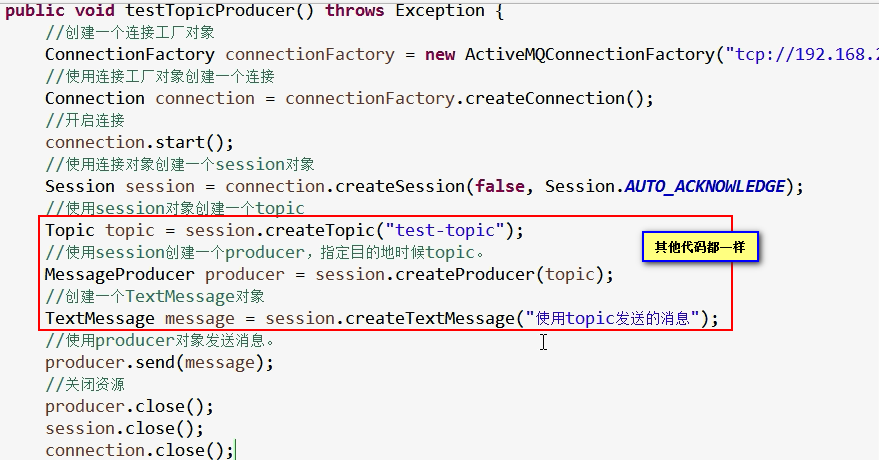 public void testTopicProducer() throws Exception {
//创建一个连接工厂对象
ConnectionFactory connectionFactory = new ActiveMQConnectionFactory("tcp://192.168.2
//使用连接工厂对象创建一个连接
Connection connection = connectionFactory.createConnection();
//开启连接
connection.start();
//使用连接对象创建一个session对象
Session session = connection.createSession(false, Session.AUTO_ACKNOWLEDGE);
//使用session对象创建一个topic
Topic topic = session.createTopic("test-topic");
其他代码都一样
//使用session创建一个producer，指定目的地时候topic。
MessageProducer producer = session.createProducer(topic);
//创建一个TextMessage对象
TextMessage message = session.createTextMessage("使用topic发送的消息");
//使用producer对象发送消息。
producer.send(message);
//关闭资源
producer.close();
session.close();
connection.close();